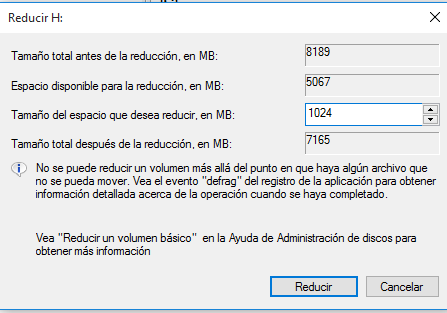 Reducir H:
Tamaño total antes de la reducción, en MB: 8189
Espacio disponible para la reducción, en MB: 5067
Tamaño del espacio que desea reducir, en MB: 1024
Tamaño total después de la reducción, en MB: 7165
No se puede reducir un volumen más allá del punto en que haya algún archivo que
no se pueda mover. Vea el evento "defrag" del registro de la aplicación para obtener
información detallada acerca de la operación cuando se haya completado.
Vea "Reducir un volumen básico" en la Ayuda de Administración de discos para
obtener más información
Reducir Cancelar